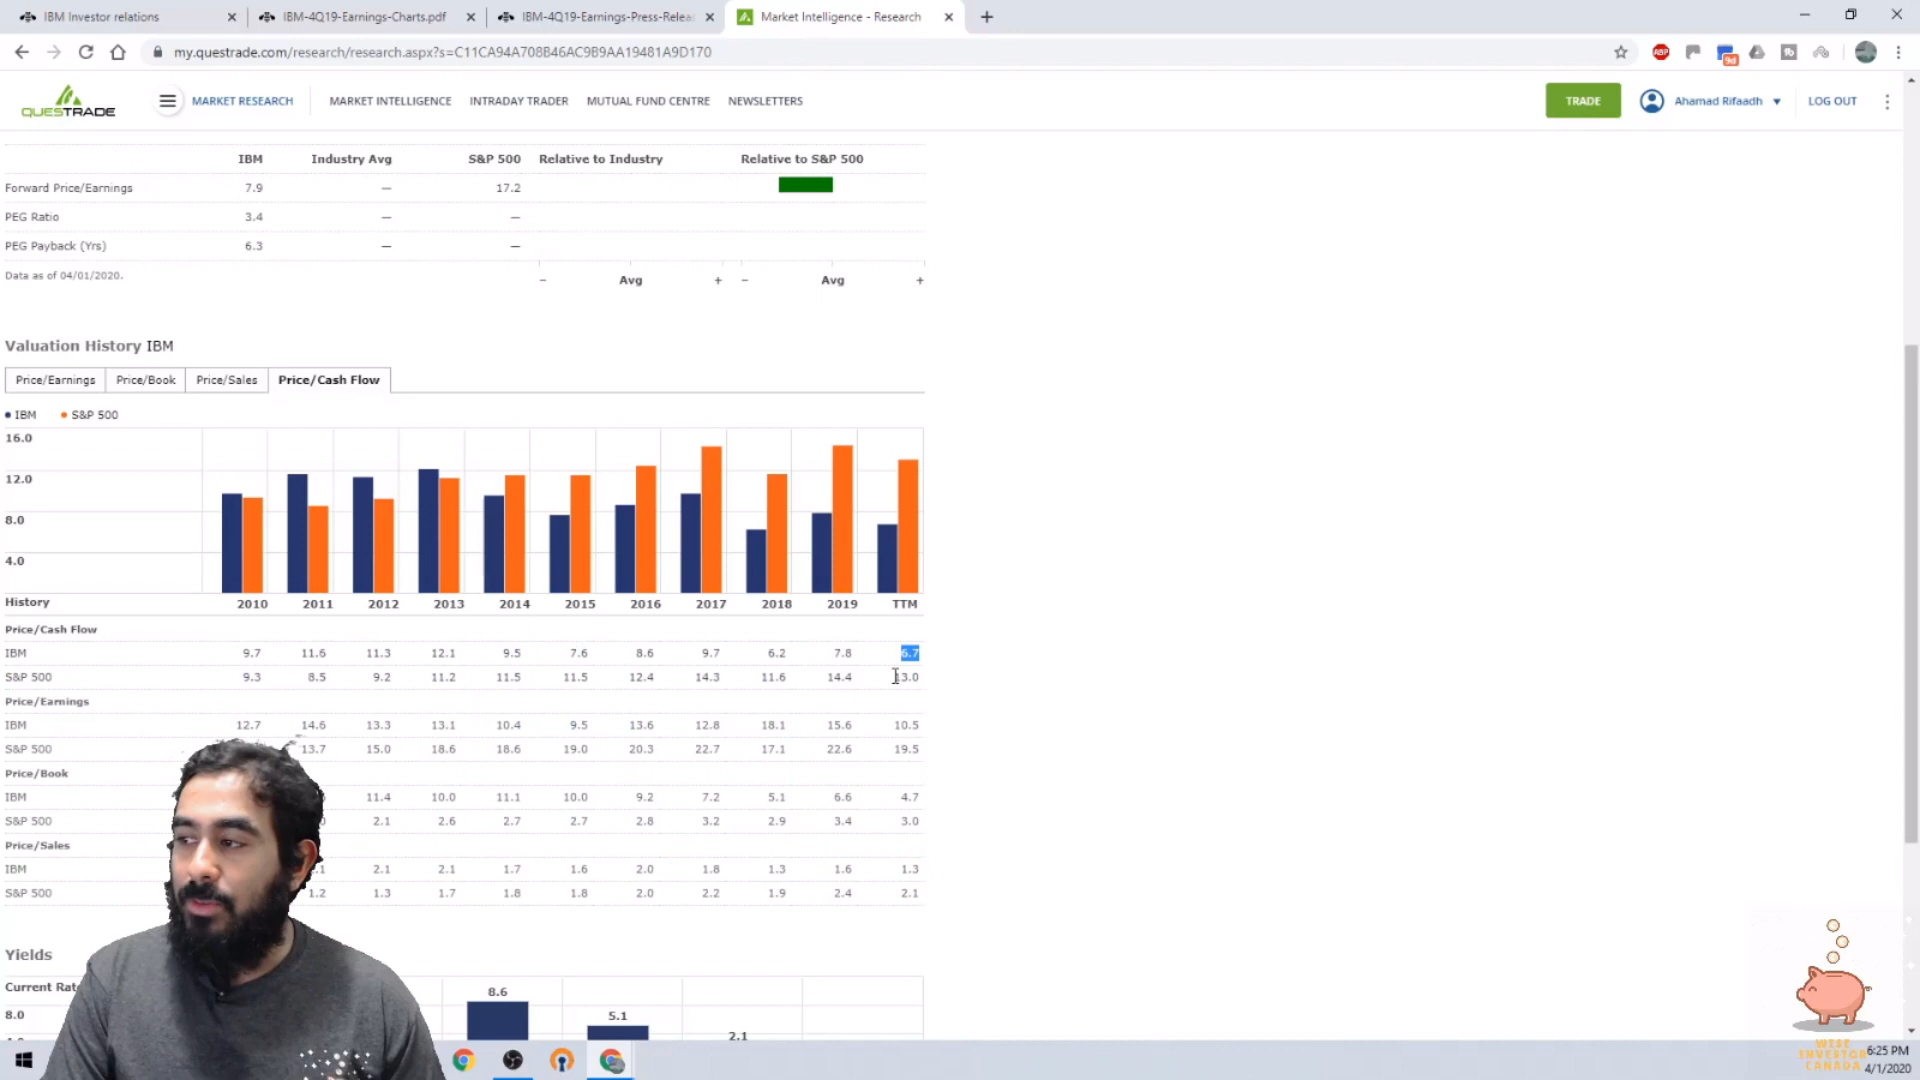 IBM Investor relations
IBM-4Q19-Earnings-Charts.pdf
IBM-4Q19-Earnings-Press-Releas
Market Intelligence - Research
my.questrade.com/research/research.aspx?s=C11CA94A708B46AC9B9AA19481A9D170
ABP
9d
QUESTRADE
MARKET RESEARCH
MARKET INTELLIGENCE
INTRADAY TRADER
MUTUAL FUND CENTRE
NEWSLETTERS
TRADE
Ahamad Rifaadh
LOG OUT
IBM Industry Avg S&P 500 Relative to Industry Relative to S&P 500
Forward Price/Earnings 7.9 — 17.2
PEG Ratio 3.4 — —
PEG Payback (Yrs) 6.3 — —
Data as of 04/01/2020.
– Avg + – Avg +
Valuation History IBM
Price/Earnings Price/Book Price/Sales Price/Cash Flow
IBM S&P 500
16.0
12.0
8.0
4.0
History 2010 2011 2012 2013 2014 2015 2016 2017 2018 2019 TTM
Price/Cash Flow
IBM 9.7 11.6 11.3 12.1 9.5 7.6 8.6 9.7 6.2 7.8 6.7
S&P 500 9.3 8.5 9.2 11.2 11.5 11.5 12.4 14.3 11.6 14.4 13.0
Price/Earnings
IBM 12.7 14.6 13.3 13.1 10.4 9.5 13.6 12.8 18.1 15.6 10.5
S&P 500 13.7 15.0 18.6 18.6 19.0 20.3 22.7 17.1 22.6 19.5
Price/Book
IBM 11.4 10.0 11.1 10.0 9.2 7.2 5.1 6.6 4.7
S&P 500 2.1 2.6 2.7 2.7 2.8 3.2 2.9 3.4 3.0
Price/Sales
IBM 2.1 2.1 1.7 1.6 2.0 1.8 1.3 1.6 1.3
S&P 500 1.2 1.3 1.7 1.8 1.8 2.0 2.2 1.9 2.4 2.1
Yields
Current Rat
8.6
8.0
5.1
2.1
WISE
INVESTOR
CANADA
6:25 PM
4/1/2020